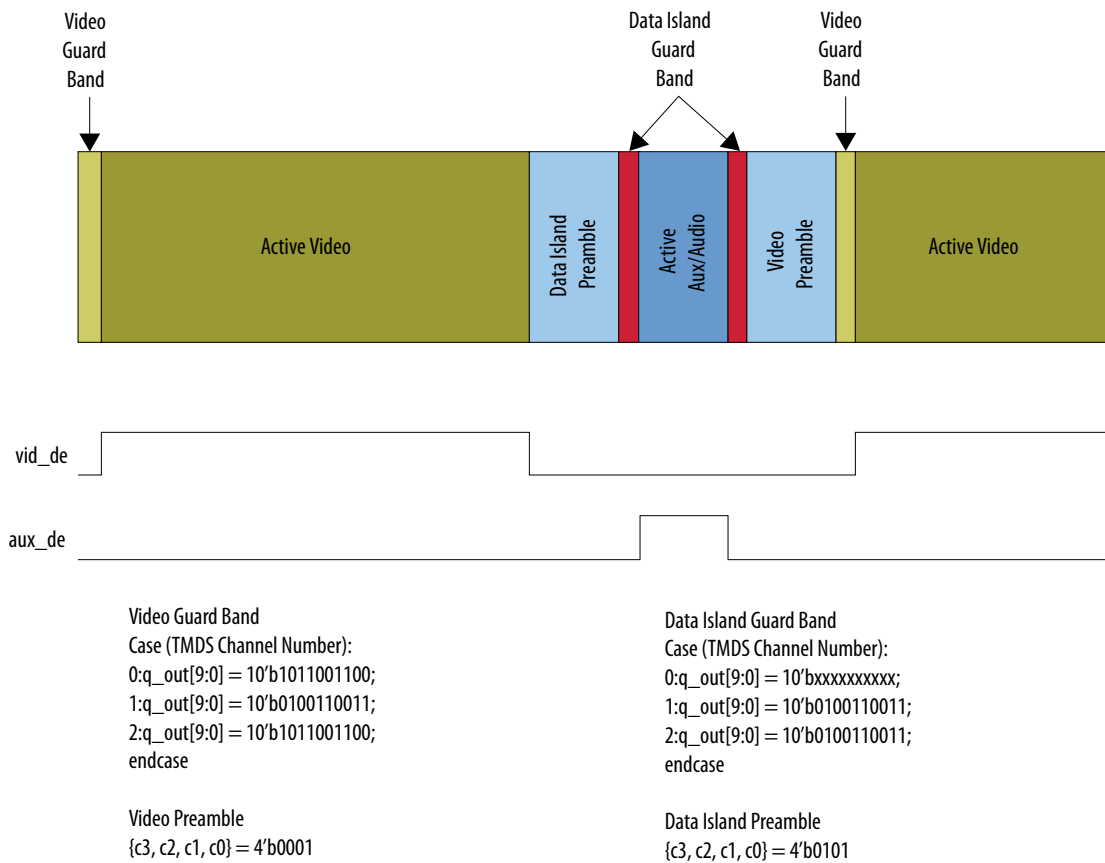 Video
Guard
Band
Data Island
Guard
Band
Video
Guard
Band
Active Video
Data Island
Preamble
Active
Aux/Audio
Video
Preamble
Active Video
vid_de
aux_de
Video Guard Band
Case (TMDS Channel Number):
0:q_out[9:0] = 10’b1011001100;
1:q_out[9:0] = 10’b0100110011;
2:q_out[9:0] = 10’b1011001100;
endcase
Video Preamble
{c3, c2, c1, c0} = 4’b0001
Data Island Guard Band
Case (TMDS Channel Number):
0:q_out[9:0] = 10’bxxxxxxxxxx;
1:q_out[9:0] = 10’b0100110011;
2:q_out[9:0] = 10’b0100110011;
endcase
Data Island Preamble
{c3, c2, c1, c0} = 4’b0101